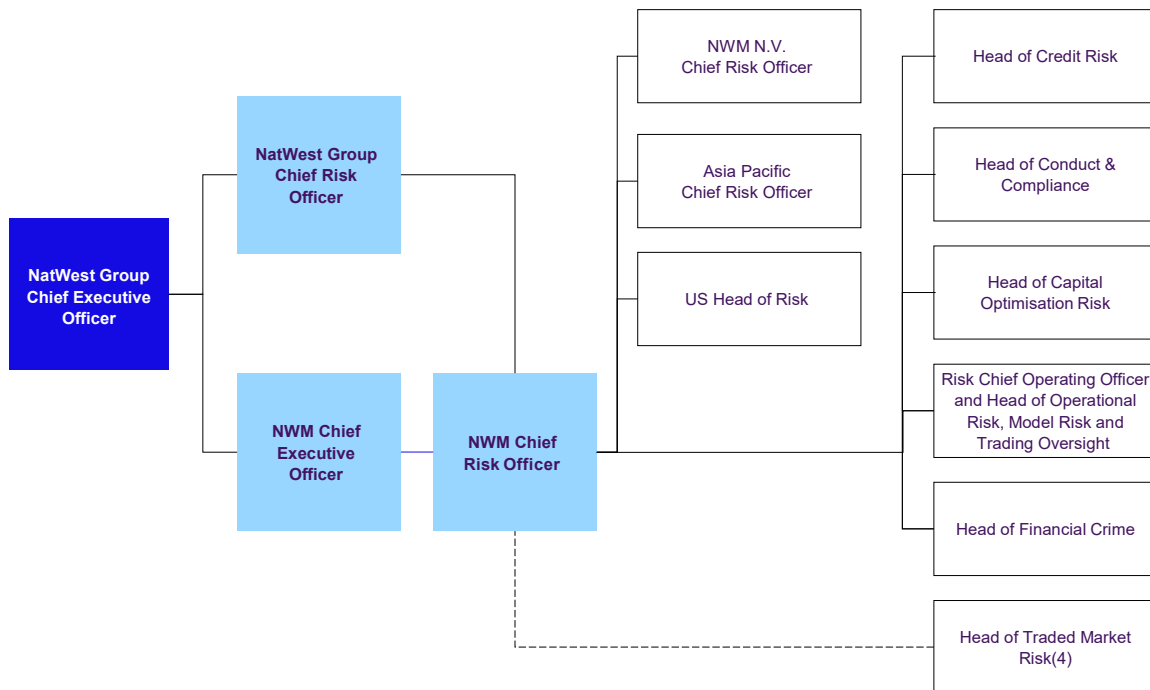 NatWest Group
Chief Executive
Officer
NatWest Group
Chief Risk
Officer
NWM Chief
Executive
Officer
NWM Chief
Risk Officer
NWM N.V.
Chief Risk Officer
Asia Pacific
Chief Risk Officer
US Head of Risk
Head of Credit Risk
Head of Conduct &
Compliance
Head of Capital
Optimisation Risk
Risk Chief Operating Officer
and Head of Operational
Risk, Model Risk and
Trading Oversight
Head of Financial Crime
Head of Traded Market
Risk(4)